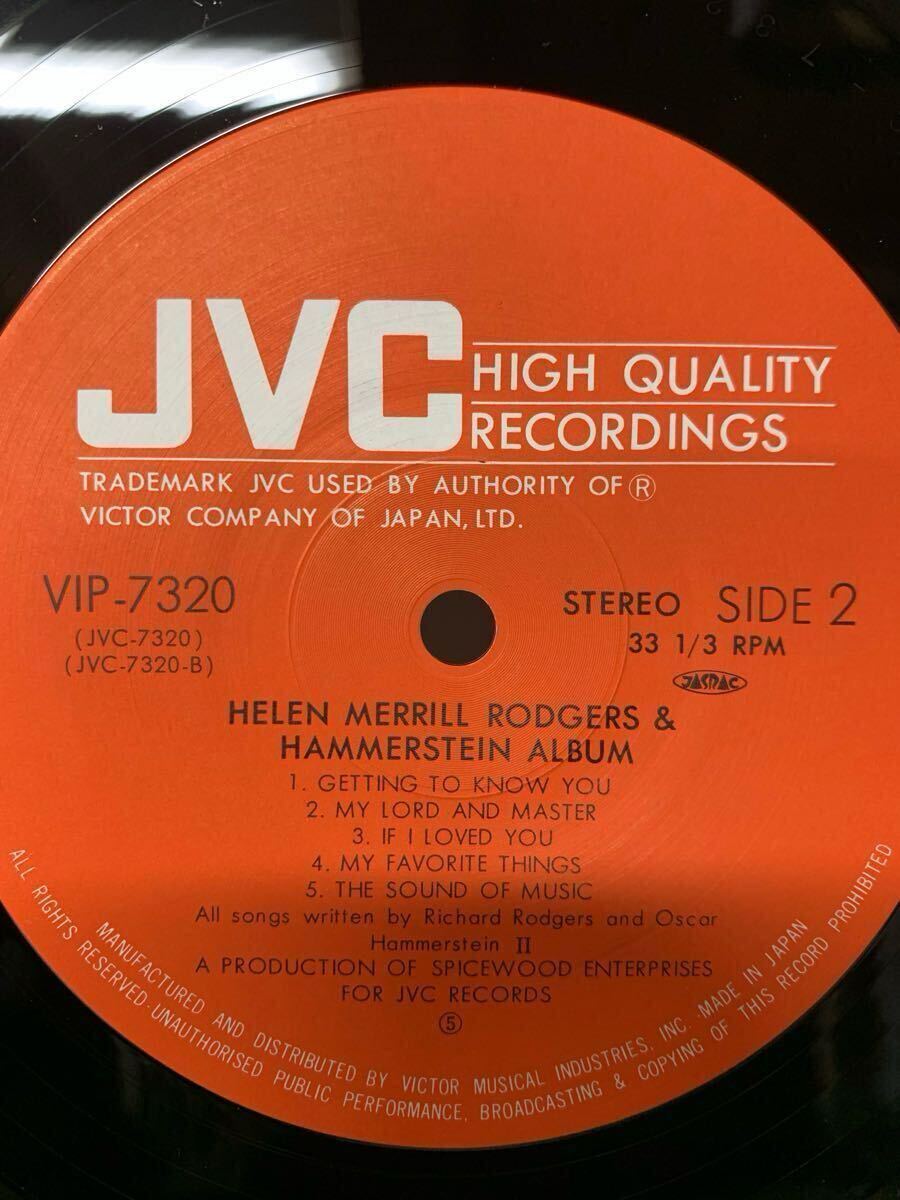 JVC
HIGH QUALITY
RECORDINGS
TRADEMARK JVC USED BY AUTHORITY OF Ⓡ
VICTOR COMPANY OF JAPAN, LTD.
VIP-7320
(JVC-7320)
(JVC-7320-B)
STEREO SIDE 2
33 1/3 RPM
JASRAC
HELEN MERRILL RODGERS &
HAMMERSTEIN ALBUM
1. GETTING TO KNOW YOU
2. MY LORD AND MASTER
3. IF I LOVED YOU
4. MY FAVORITE THINGS
5. THE SOUND OF MUSIC
All songs written by Richard Rodgers and Oscar
Hammerstein II
A PRODUCTION OF SPICEWOOD ENTERPRISES
FOR JVC RECORDS
⑤
MANUFACTURED AND DISTRIBUTED BY VICTOR MUSICAL INDUSTRIES, INC. MADE IN JAPAN
ALL RIGHTS RESERVED-UNAUTHORISED PUBLIC PERFORMANCE, BROADCASTING & COPYING OF THIS RECORD PROHIBITED